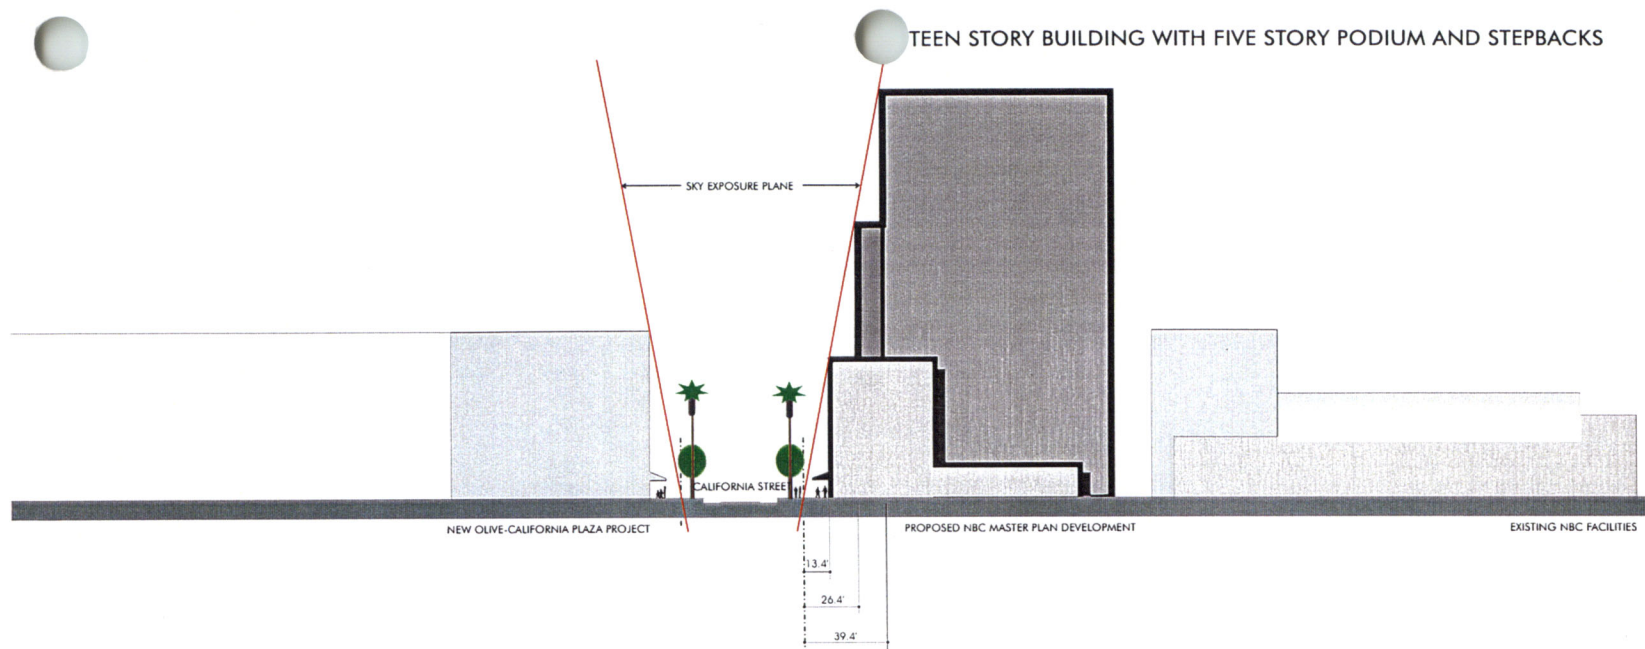 TEEN STORY BUILDING WITH FIVE STORY PODIUM AND STEPBACKS
SKY EXPOSURE PLANE
CALIFORNIA STREET
NEW OLIVE-CALIFORNIA PLAZA PROJECT
PROPOSED NBC MASTER PLAN DEVELOPMENT
EXISTING NBC FACILITIES
13.4'
26.4'
39.4'